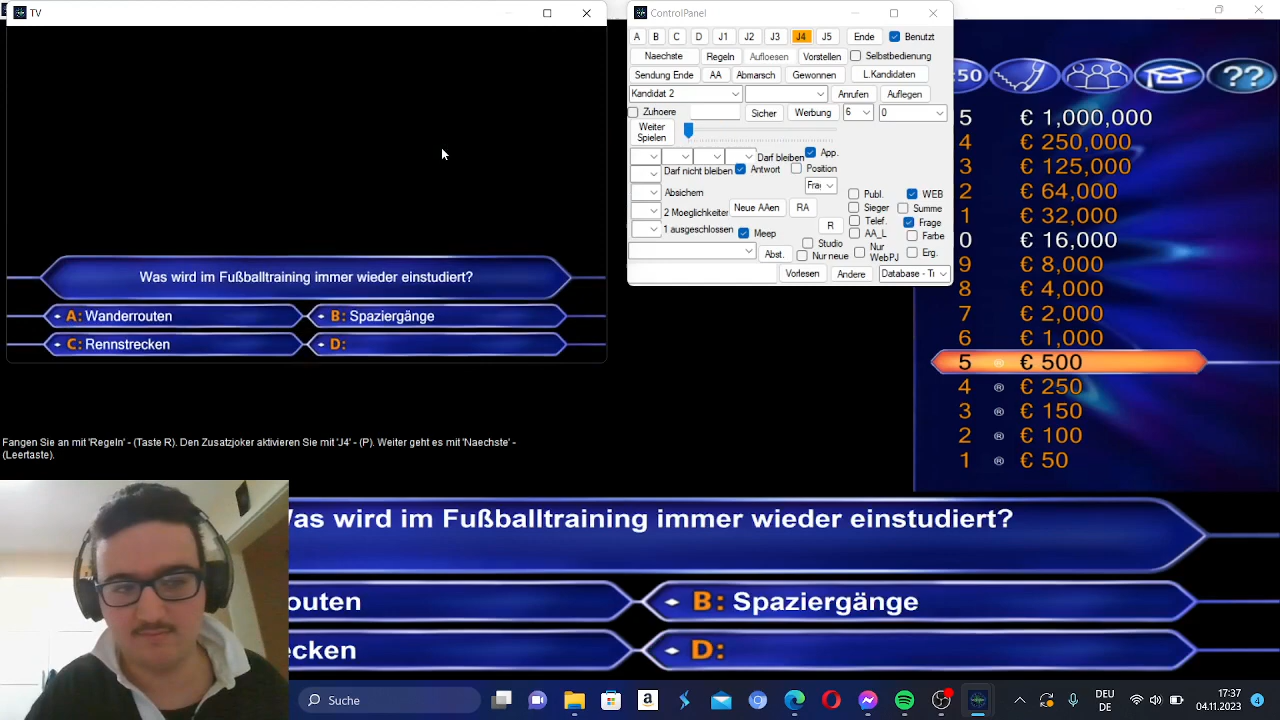 TV
Was wird im Fußballtraining immer wieder einstudiert?
A: Wanderrouten
B: Spaziergänge
C: Rennstrecken
D:
Fangen Sie an mit 'Regeln' - (Taste R). Den Zusatzjoker aktivieren Sie mit 'J4' - (P). Weiter geht es mit 'Naechste' -
(Leertaste).
ControlPanel
A B C D J1 J2 J3 J4 J5 Ende Benutzt
Naechste Regeln Aufloesen Vorstellen Selbstbedienung
Sendung Ende AA Abmarsch Gewonnen L.Kandidaten
Kandidat 2 Anrufen Auflegen
Zuhoere Sicher Werbung 6 0
Weiter
Spielen
Darf bleiben App.
Darf nicht bleiben Antwort Position
Absichern Publ. WEB
2 Moeglichkeiten Neue AAen RA Sieger Summe
1 ausgeschlossen Meep R Telef. Frage
AA_L Farbe
Abst. Studio Nur neue Nur WebPJ Erg.
Vorlesen Andere
:50 ??
5 € 1,000,000
4 € 250,000
3 € 125,000
2 € 64,000
1 € 32,000
0 € 16,000
9 € 8,000
8 € 4,000
7 € 2,000
6 € 1,000
5 ® € 500
4 ® € 250
3 ® € 150
2 ® € 100
1 ® € 50
as wird im Fußballtraining immer wieder einstudiert?
outen
B: Spaziergänge
ecken
D:
Suche
DEU
DE
17:37
04.11.2023
4